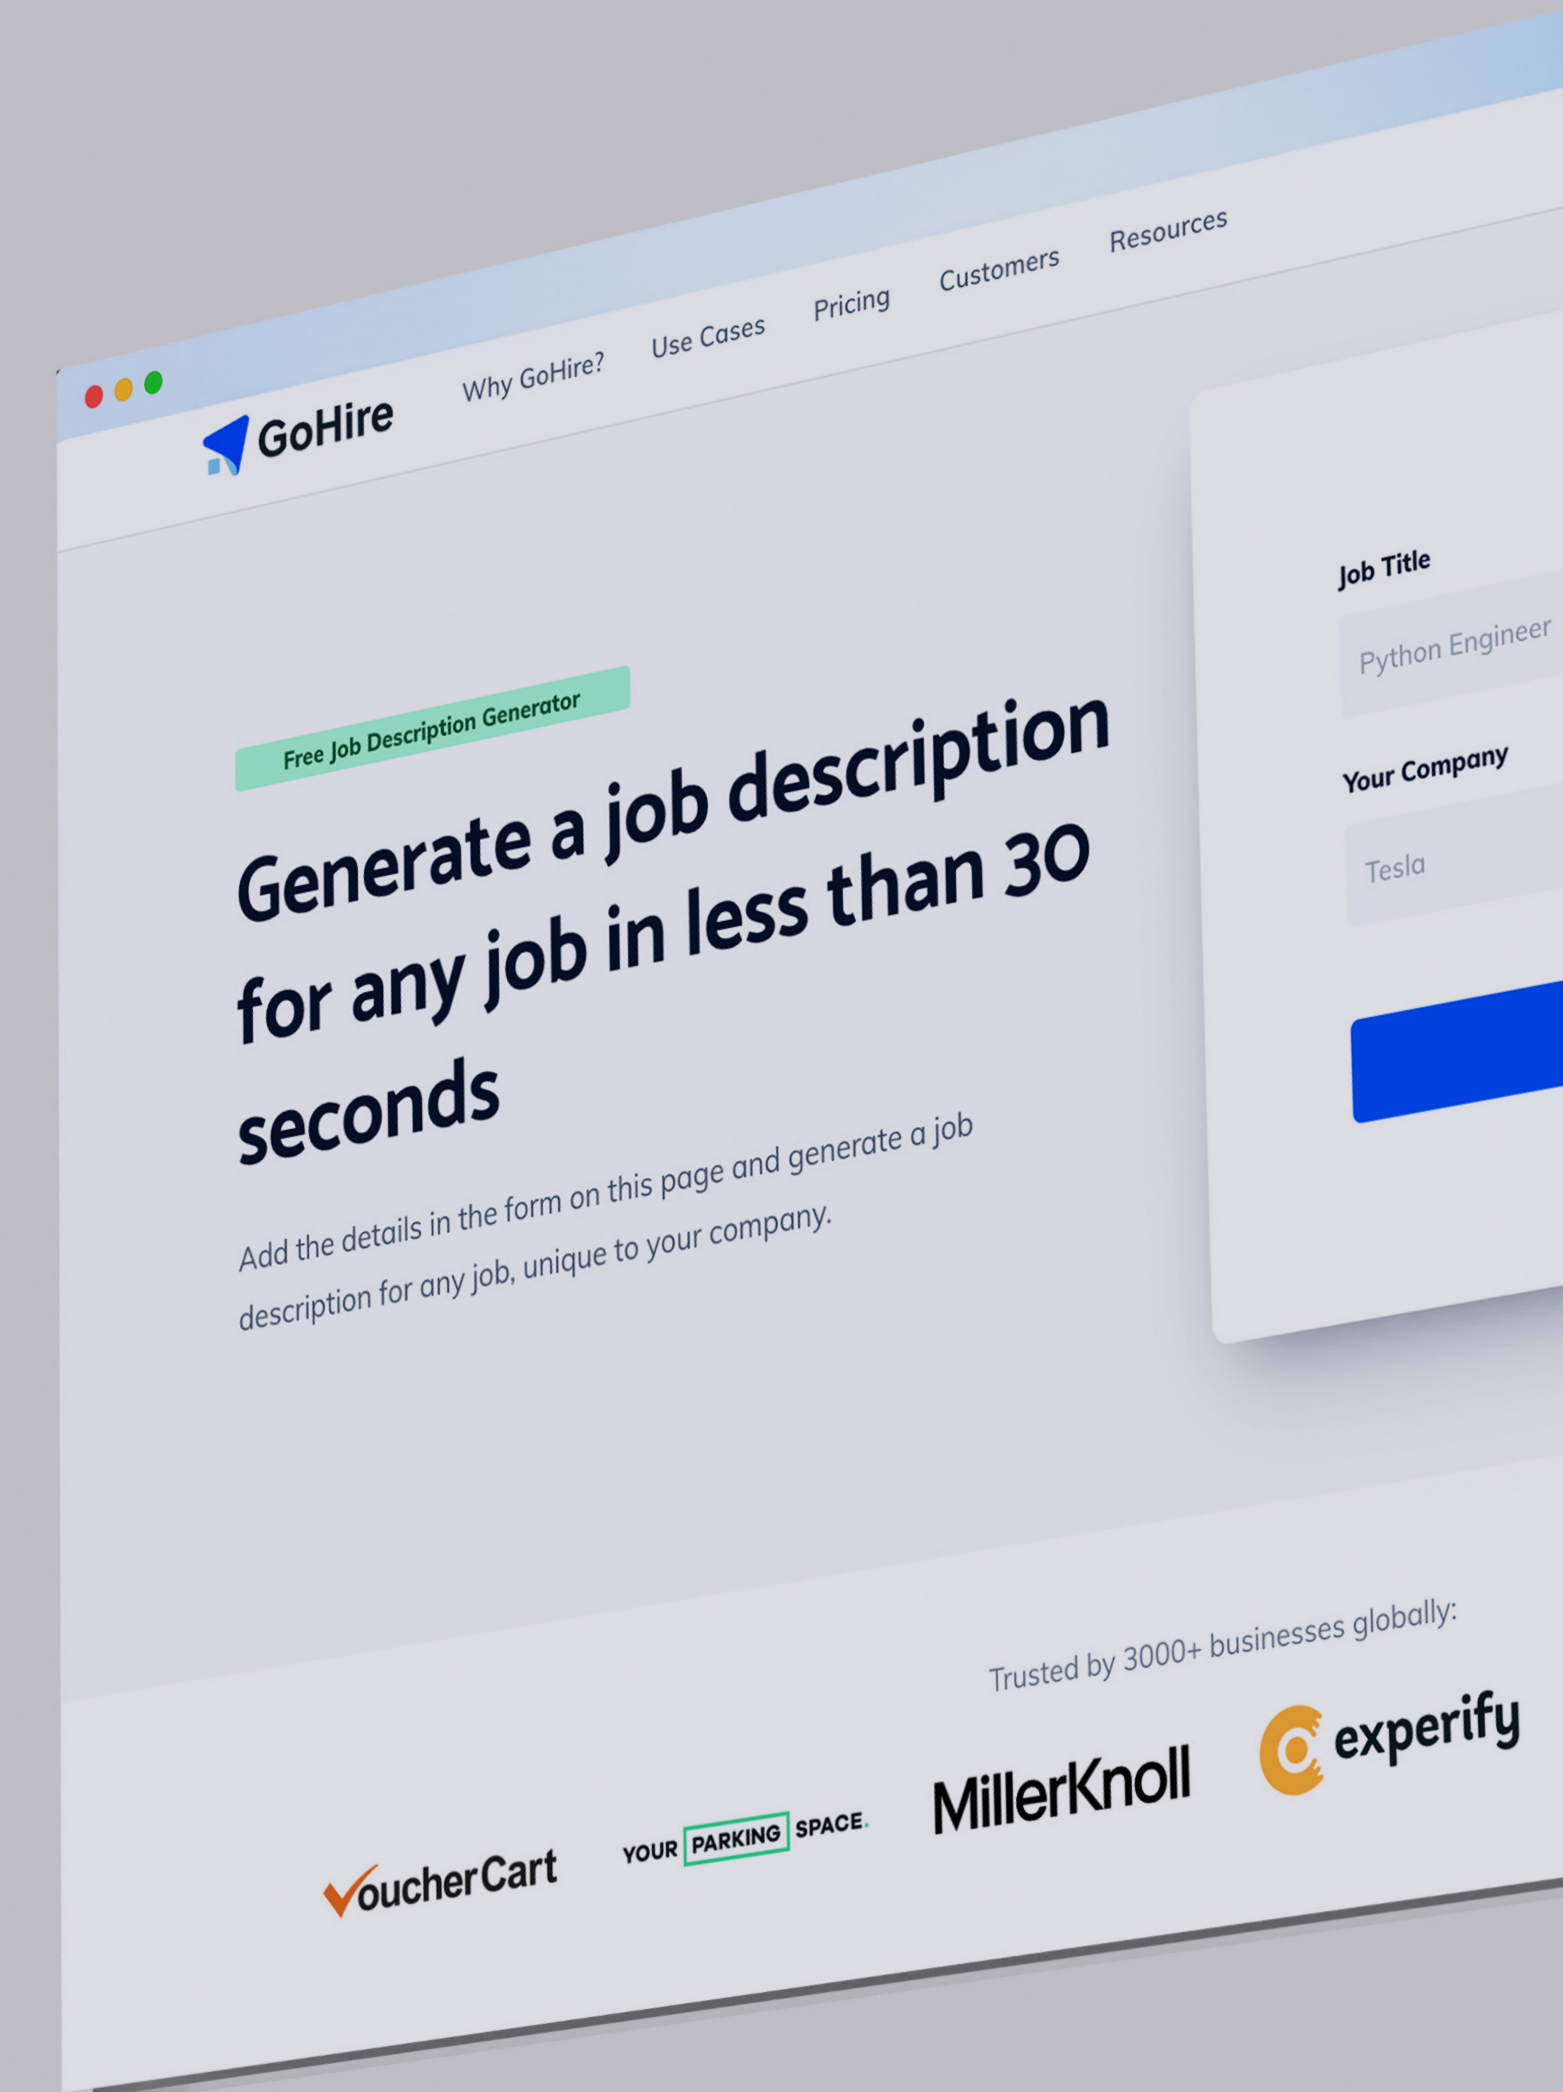 GoHire
Why GoHire?
Use Cases
Pricing
Customers
Resources
Free Job Description Generator
Generate a job description
for any job in less than 30
seconds
Add the details in the form on this page and generate a job
description for any job, unique to your company.
Job Title
Python Engineer
Your Company
Tesla
Trusted by 3000+ businesses globally:
VoucherCart
YOUR PARKING SPACE.
MillerKnoll
experify